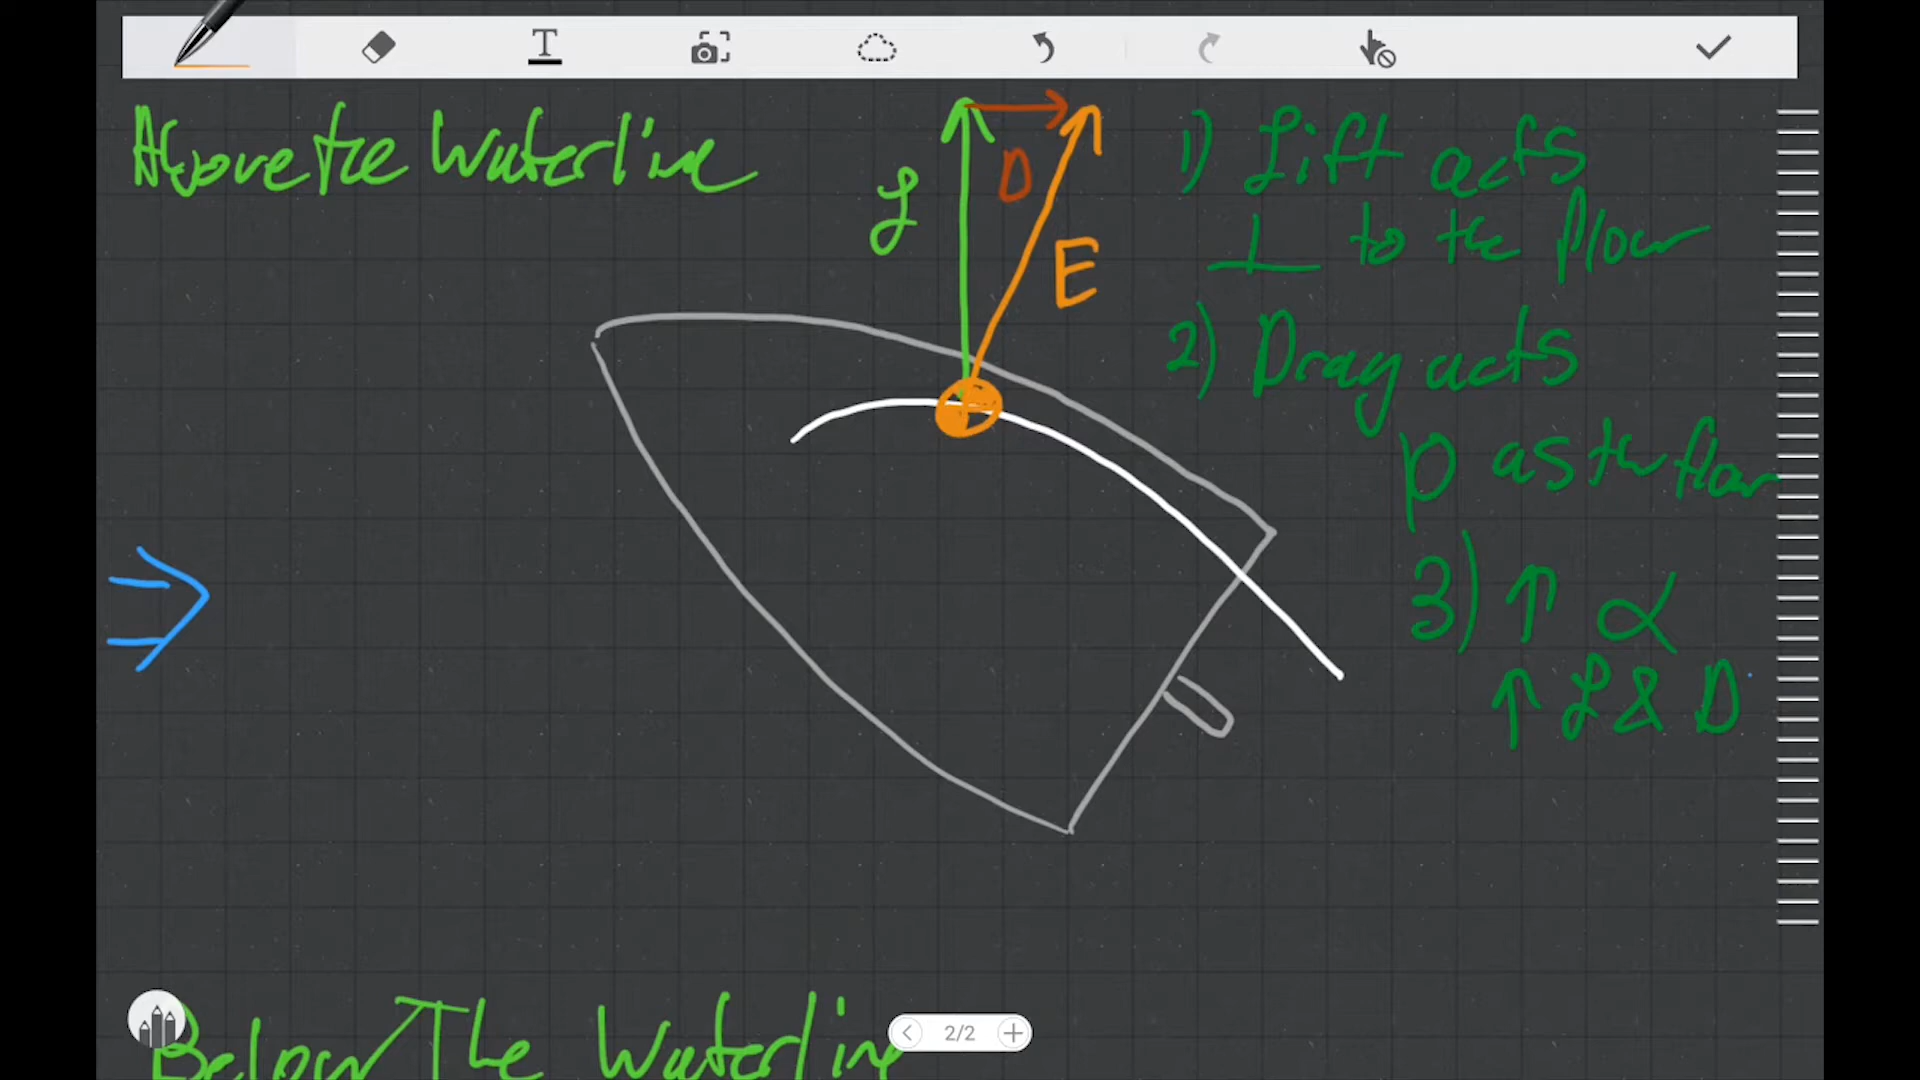 T
Above the Waterline
L
D
E
1) Lift acts
⊥ to the flow
2) Drag acts
p as the flow
3) ↑ α
↑ L & D
Below The Waterline
2/2